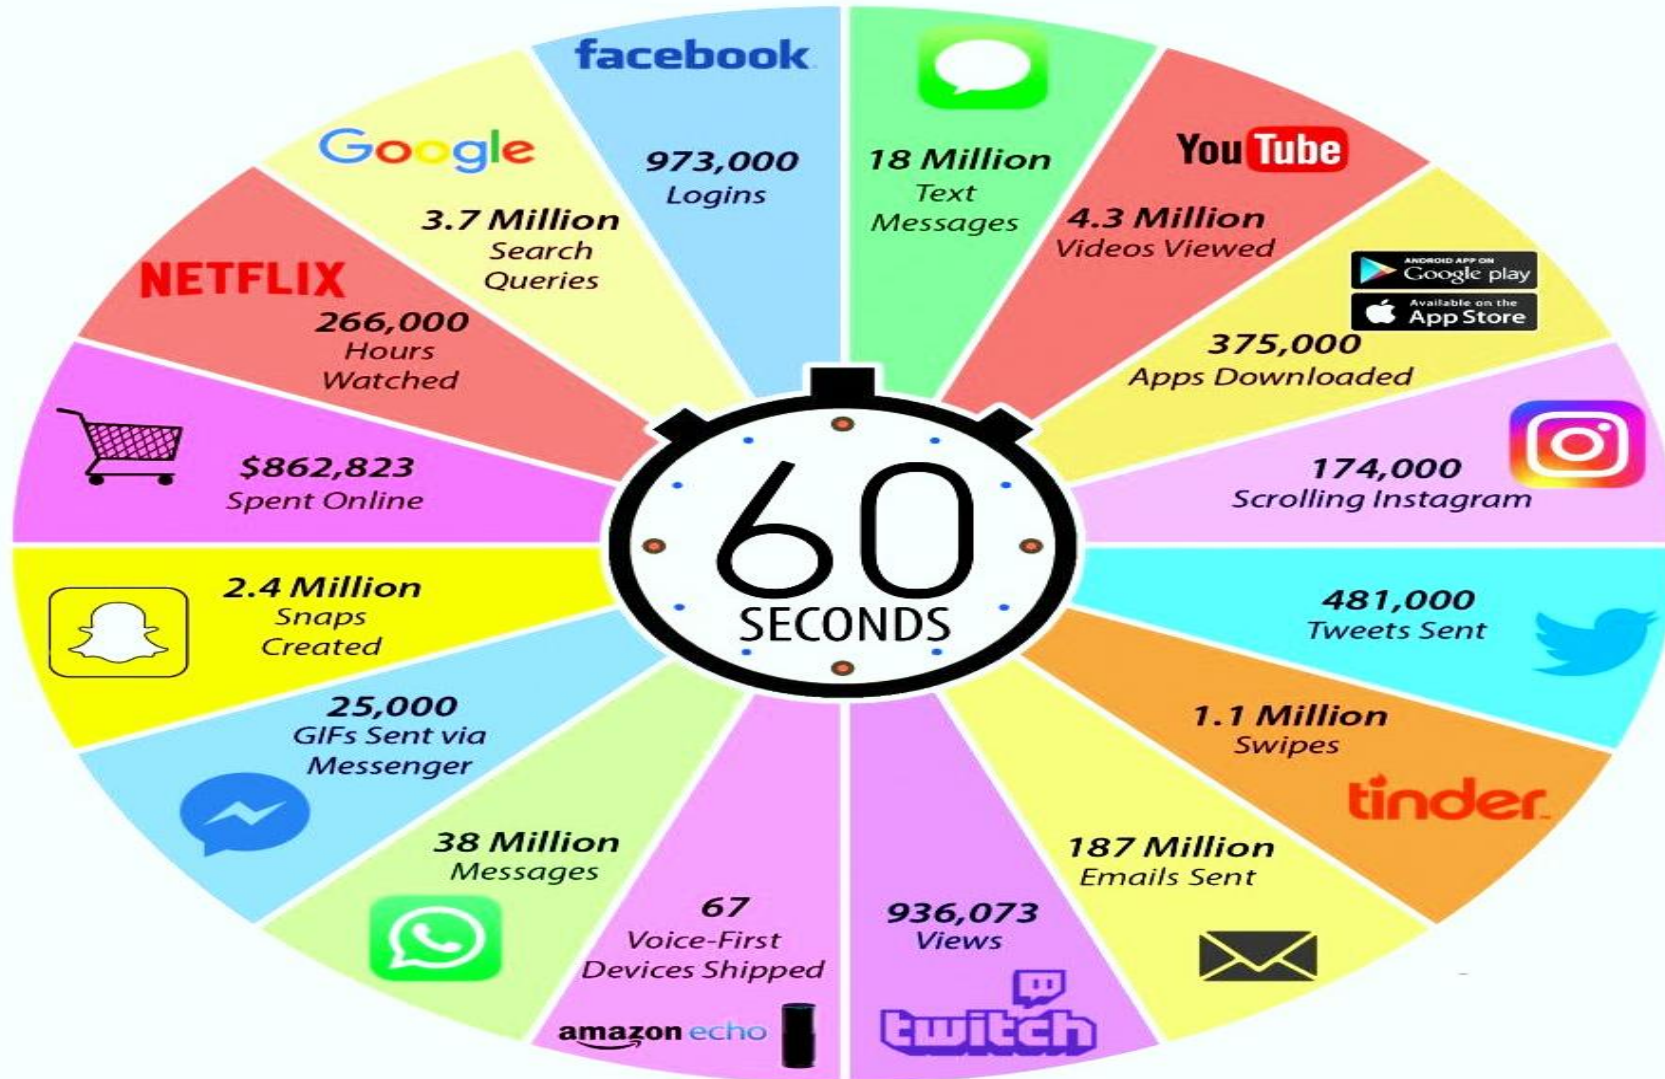 facebook
973,000
Logins
18 Million
Text
Messages
YouTube
4.3 Million
Videos Viewed
ANDROID APP ON
Google play
Available on the
App Store
375,000
Apps Downloaded
174,000
Scrolling Instagram
481,000
Tweets Sent
1.1 Million
Swipes
tinder
187 Million
Emails Sent
936,073
Views
twitch
67
Voice-First
Devices Shipped
amazon echo
38 Million
Messages
25,000
GIFs Sent via
Messenger
2.4 Million
Snaps
Created
$862,823
Spent Online
NETFLIX
266,000
Hours
Watched
Google
3.7 Million
Search
Queries
60
SECONDS